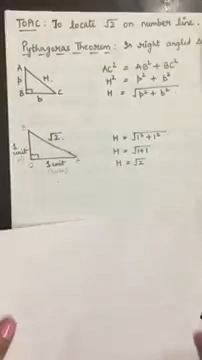 TOPIC: To locate √2 on number line.
Pythagoras Theorem: In right angled
A
P
H
B
b
C
AC² = AB² + BC²
H² = p² + b²
H = √p² + b²
√2
1 unit
O
1 unit
H = √1² + 1²
H = √1+1
H = √2